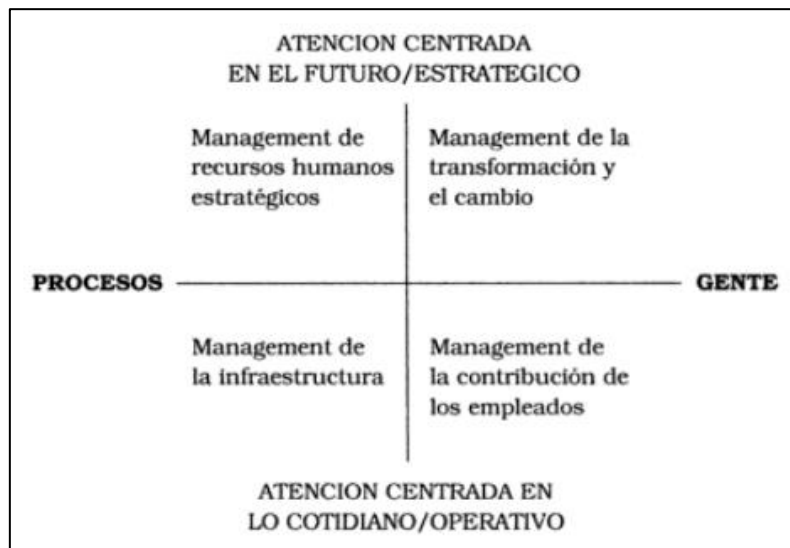 ATENCION CENTRADA
EN EL FUTURO/ESTRATEGICO
Management de
recursos humanos
estratégicos
Management de la
transformación y
el cambio
PROCESOS
GENTE
Management de
la infraestructura
Management de
la contribución de
los empleados
ATENCION CENTRADA EN
LO COTIDIANO/OPERATIVO